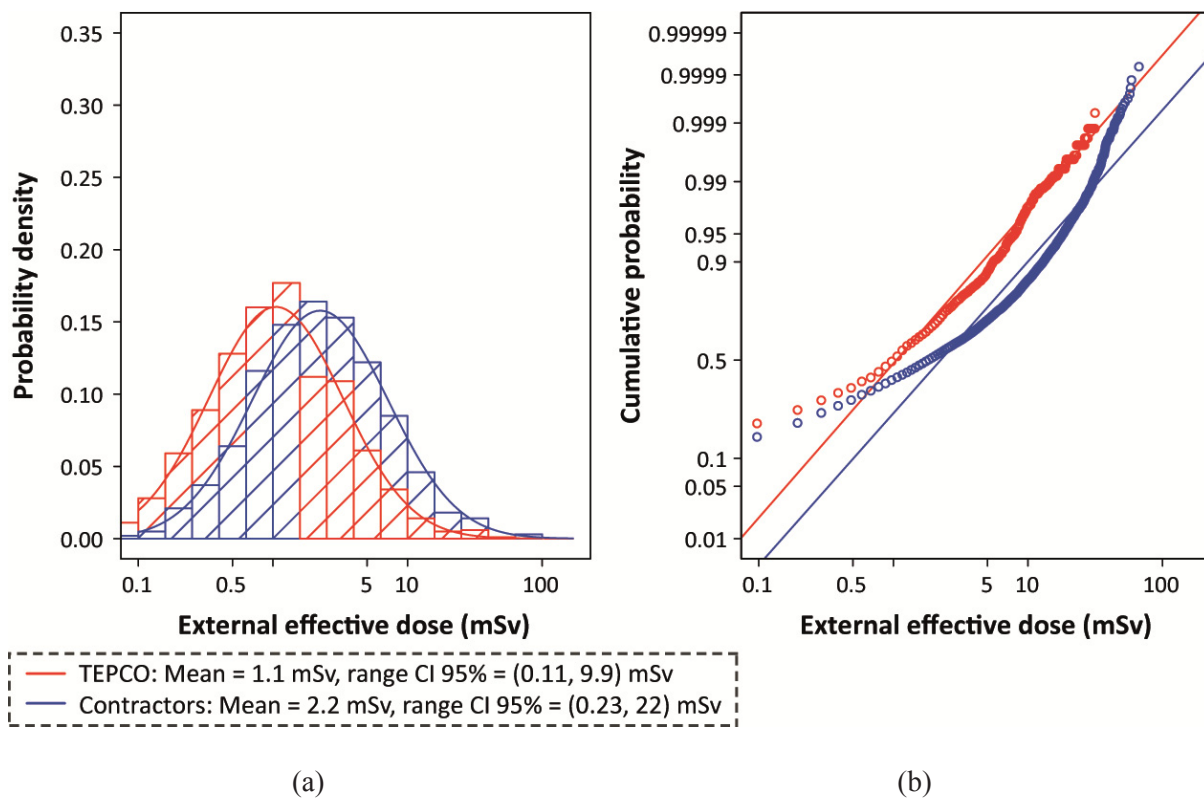 0.35
0.30
0.25
0.20
0.15
0.10
0.05
0.00
Probability density
0.1 0.5 5 10 100
External effective dose (mSv)
0.99999
0.9999
0.999
0.99
0.95
0.9
0.5
0.1
0.05
0.01
Cumulative probability
0.1 0.5 5 10 100
External effective dose (mSv)
TEPCO: Mean = 1.1 mSv, range CI 95% = (0.11, 9.9) mSv
Contractors: Mean = 2.2 mSv, range CI 95% = (0.23, 22) mSv
(a) (b)